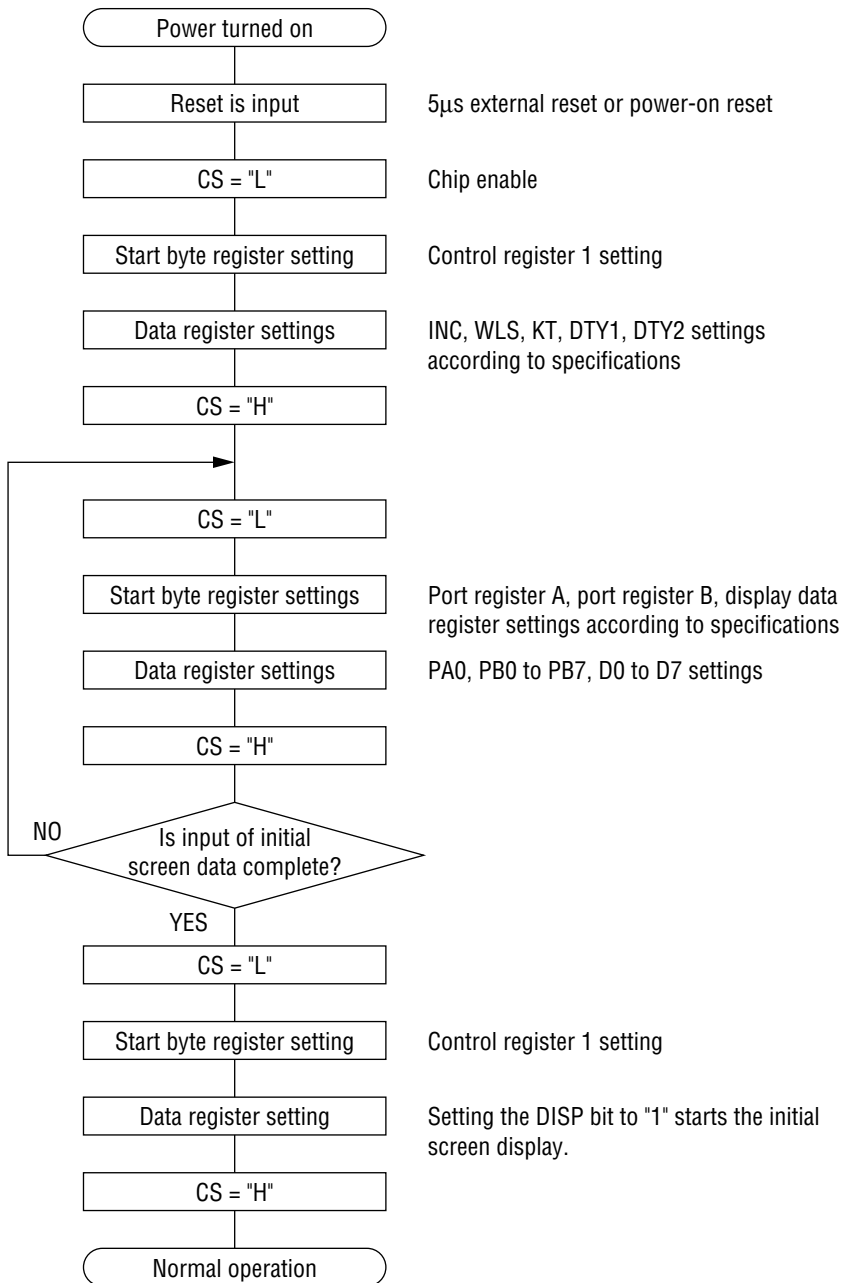 Power turned on
Reset is input
5μs external reset or power-on reset
CS = "L"
Chip enable
Start byte register setting
Control register 1 setting
Data register settings
INC, WLS, KT, DTY1, DTY2 settings
according to specifications
CS = "H"
CS = "L"
Start byte register settings
Port register A, port register B, display data
register settings according to specifications
Data register settings
PA0, PB0 to PB7, D0 to D7 settings
CS = "H"
NO
Is input of initial
screen data complete?
YES
CS = "L"
Start byte register setting
Control register 1 setting
Data register setting
Setting the DISP bit to "1" starts the initial
screen display.
CS = "H"
Normal operation